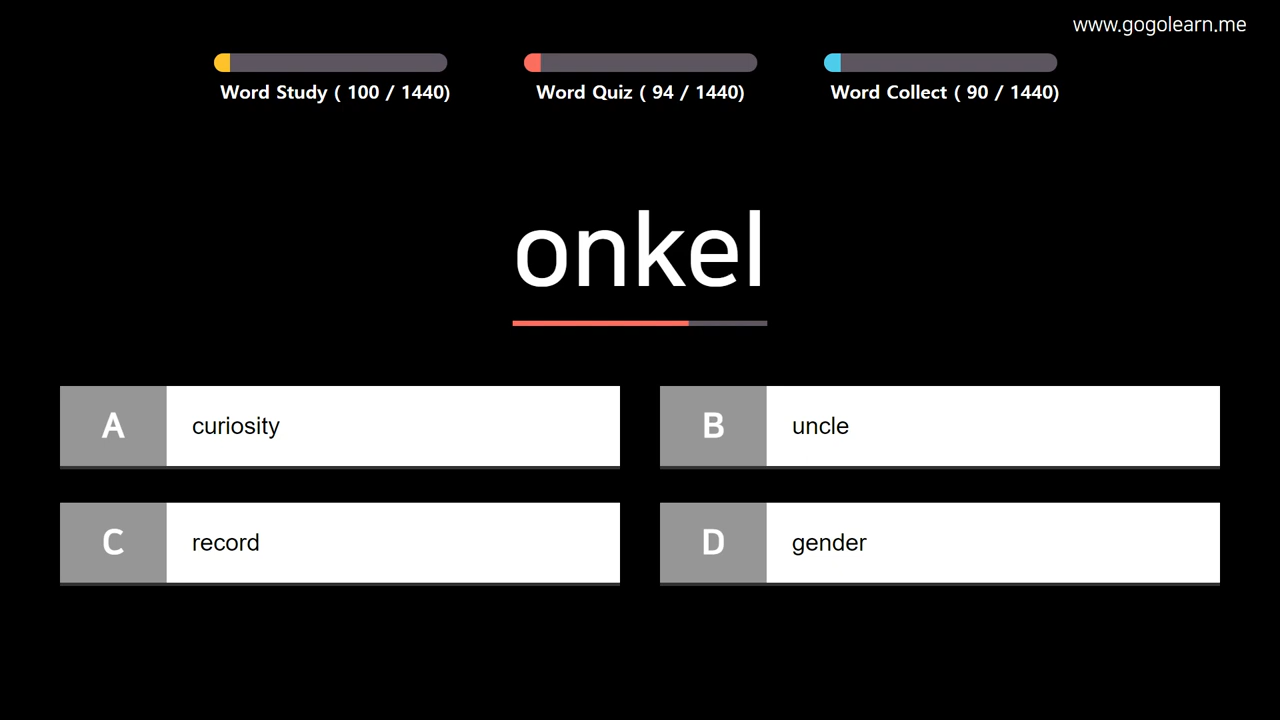 www.gogolearn.me
Word Study ( 100 / 1440)
Word Quiz ( 94 / 1440)
Word Collect ( 90 / 1440)
onkel
A curiosity
B uncle
C record
D gender